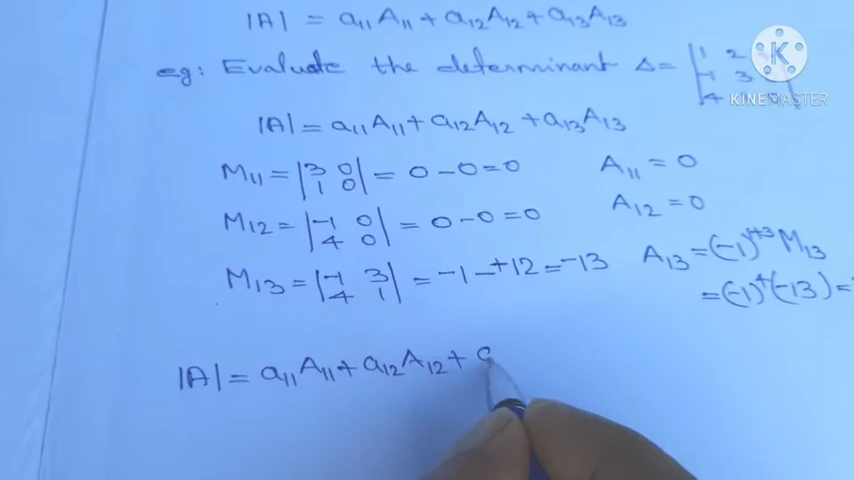 |A| = a₁₁A₁₁ + a₁₂A₁₂ + a₁₃A₁₃
eg: Evaluate the determinant Δ = |1 2
-1 3
4
K
KINEMASTER
|A| = a₁₁A₁₁ + a₁₂A₁₂ + a₁₃A₁₃
M₁₁ = |3 0 1 0| = 0 - 0 = 0 A₁₁ = 0
M₁₂ = |-1 0 4 0| = 0 - 0 = 0 A₁₂ = 0
M₁₃ = |-1 3 4 1| = -1 - +12 = -13 A₁₃ = (-1)¹⁺³ M₁₃
= (-1)⁴ (-13) =
|A| = a₁₁A₁₁ + a₁₂A₁₂ +